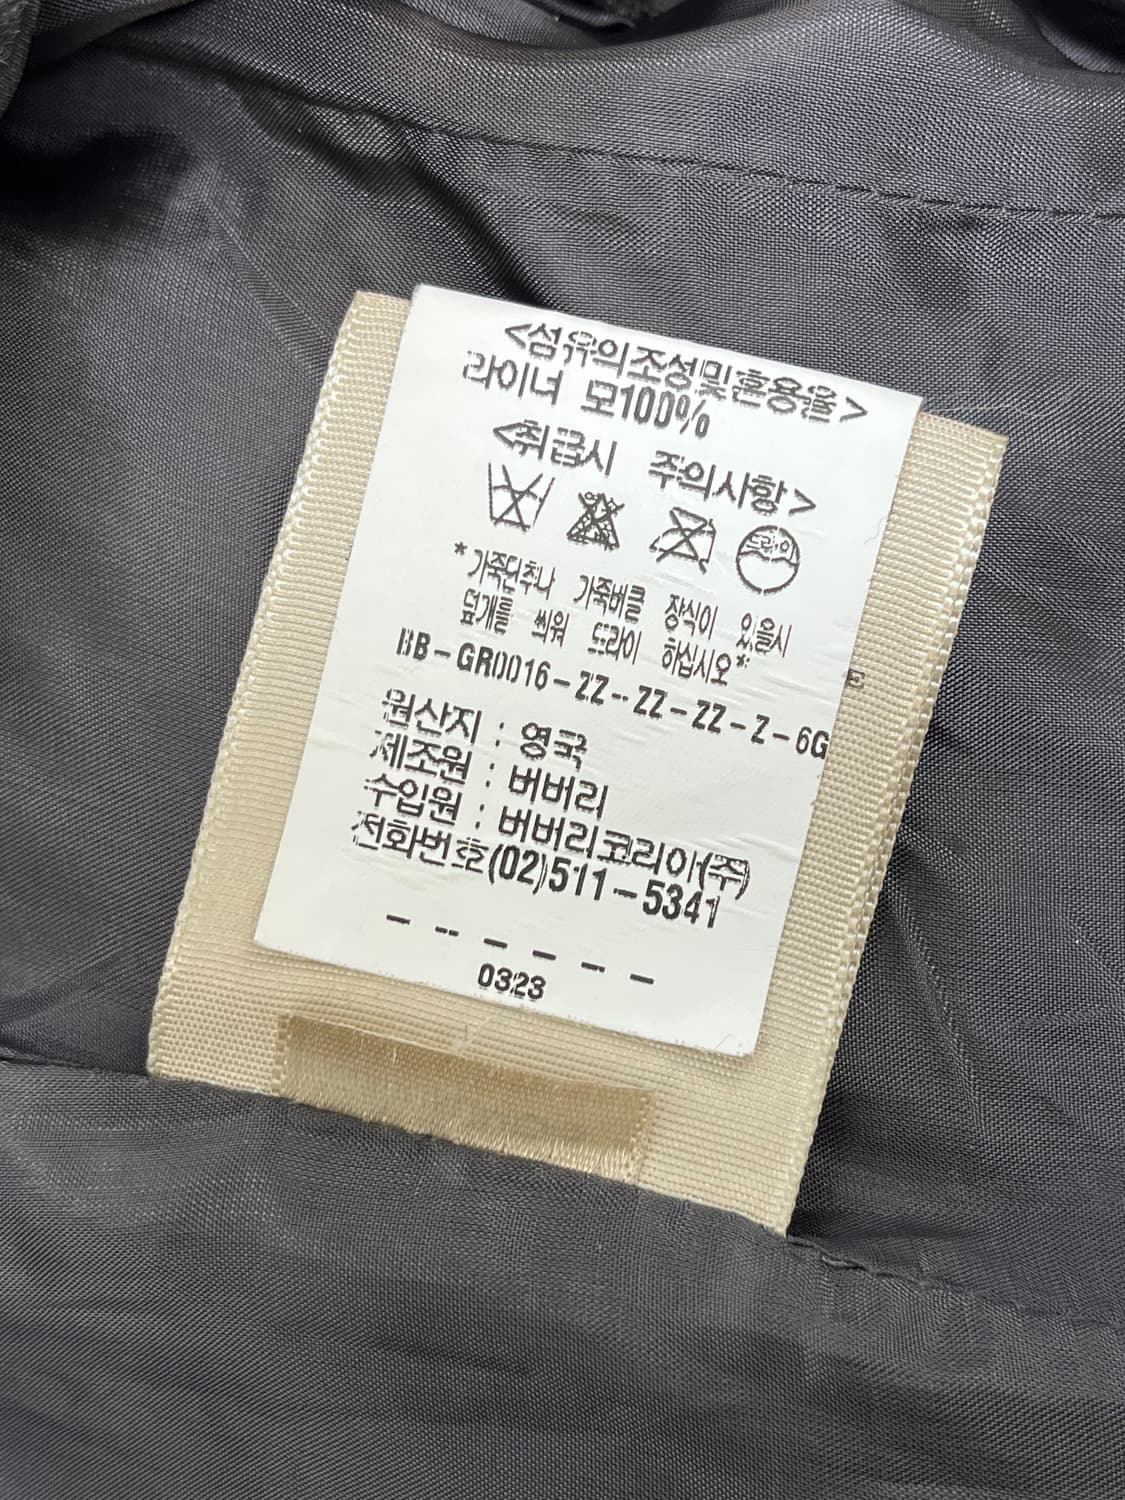 <섬유의조성및혼용율>
라이너 모100%
<취급시 주의사항>
드라이
*가죽단추나 가죽버클 장식이 있을시
덮개를 씌워 드라이 하십시오*
BB-GR0016-ZZ-ZZ-ZZ-Z-6G
원산지 : 영국
제조원 : 버버리
수입원 : 버버리코리아(주)
전화번호(02)511-5341
------
0323